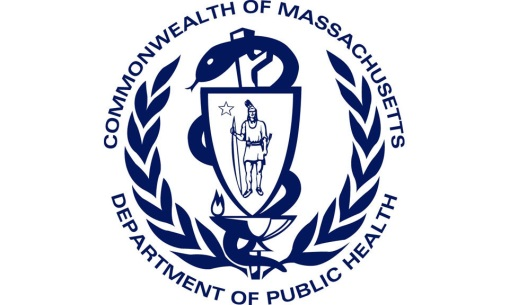 COMMONWEALTH OF MASSACHUSETTS
DEPARTMENT OF PUBLIC HEALTH